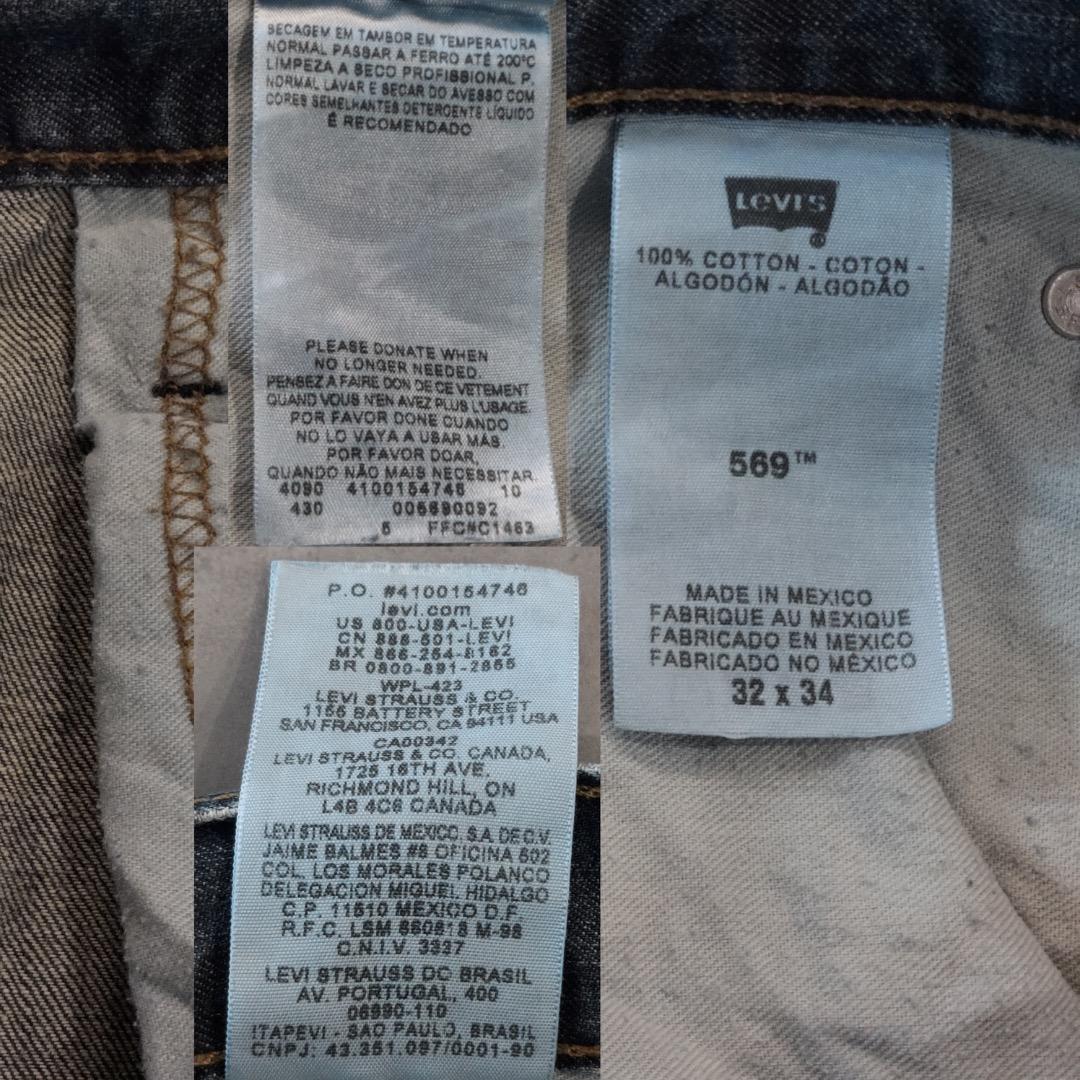 SECAGEM EM TAMBOR EM TEMPERATURA
NORMAL PASSAR A FERRO ATÉ 200°C
LIMPEZA A SECO PROFISSIONAL P.
NORMAL LAVAR E SECAR DO AVESSO COM
CORES SEMELHANTES DETERGENTE LÍQUIDO
É RECOMENDADO
PLEASE DONATE WHEN
NO LONGER NEEDED.
PENSEZ A FAIRE DON DE CE VETEMENT
QUAND VOUS N'EN AVEZ PLUS L'USAGE.
POR FAVOR DONE CUANDO
NO LO VAYA A USAR MÁS.
POR FAVOR DOAR,
QUANDO NÃO MAIS NECESSITAR
4090 4100154746 10
430 005690092
6 FFC#C1463
LEVI'S
®
100% COTTON - COTON -
ALGODÓN - ALGODÃO
569™
MADE IN MEXICO
FABRIQUE AU MEXIQUE
FABRICADO EN MEXICO
FABRICADO NO MÉXICO
32 x 34
P.O. #4100154746
levi.com
US 800-USA-LEVI
CN 888-501-LEVI
MX 866-254-8162
BR 0800-891-2855
WPL-423
LEVI STRAUSS & CO.
1155 BATTERY STREET
SAN FRANCISCO, CA 94111 USA
CA00342
LEVI STRAUSS & CO. CANADA,
1725 16TH AVE.
RICHMOND HILL, ON
L4B 4C6 CANADA
LEVI STRAUSS DE MEXICO, S.A. DE C.V.
JAIME BALMES #8 OFICINA 602
COL. LOS MORALES POLANCO
DELEGACION MIGUEL HIDALGO
C.P. 11510 MEXICO D.F.
R.F.C. LSM 650818 M-98
C.N.I.V. 3337
LEVI STRAUSS DO BRASIL
AV. PORTUGAL, 400
06690-110
ITAPEVI - SAO PAULO, BRASIL
CNPJ: 43.351.097/0001-90